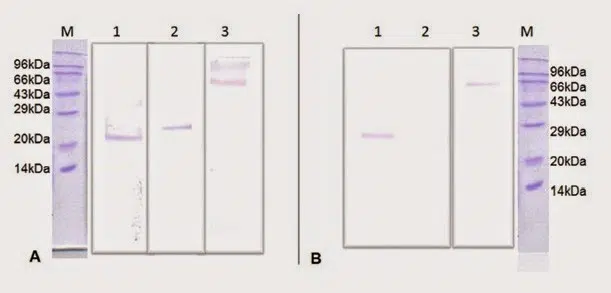 M 1 2 3
96kDa
66kDa
43kDa
29kDa
20kDa
14kDa
A
1 2 3 M
96kDa
66kDa
43kDa
29kDa
20kDa
14kDa
B